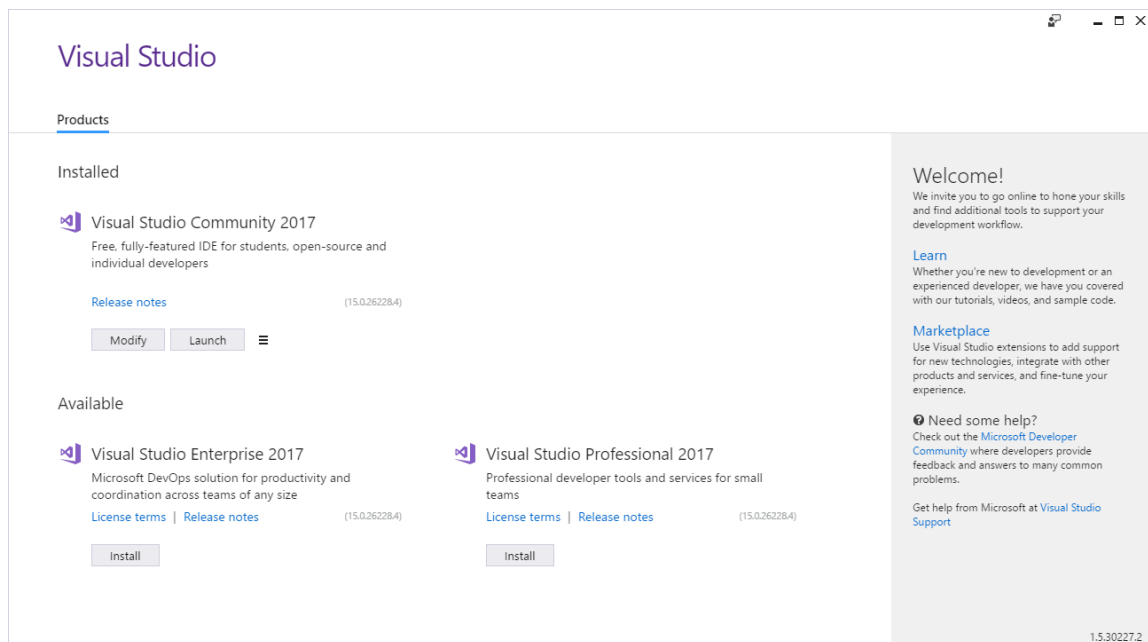 Visual Studio
Products
Installed
Visual Studio Community 2017
Free, fully-featured IDE for students, open-source and
individual developers
Release notes (15.0.26228.4)
Modify Launch
Available
Visual Studio Enterprise 2017
Microsoft DevOps solution for productivity and
coordination across teams of any size
License terms | Release notes (15.0.26228.4)
Install
Visual Studio Professional 2017
Professional developer tools and services for small
teams
License terms | Release notes (15.0.26228.4)
Install
Welcome!
We invite you to go online to hone your skills
and find additional tools to support your
development workflow.
Learn
Whether you're new to development or an
experienced developer, we have you covered
with our tutorials, videos, and sample code.
Marketplace
Use Visual Studio extensions to add support
for new technologies, integrate with other
products and services, and fine-tune your
experience.
Need some help?
Check out the Microsoft Developer
Community where developers provide
feedback and answers to many common
problems.
Get help from Microsoft at Visual Studio
Support
1.5.30227.2